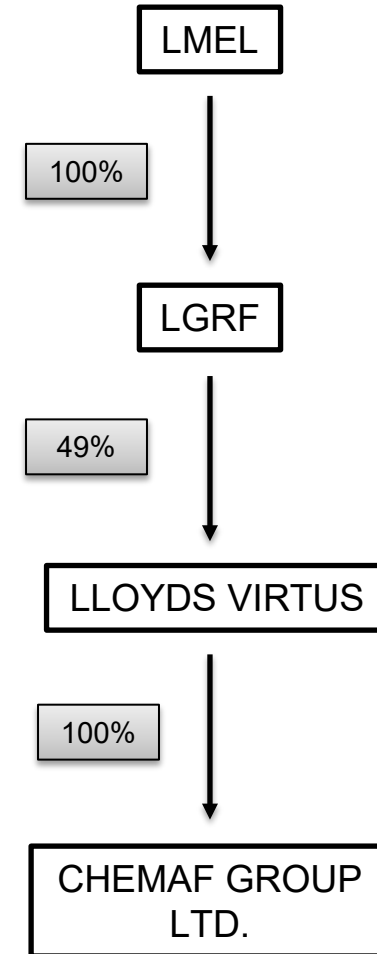 LMEL
100%
LGRF
49%
LLOYDS VIRTUS
100%
CHEMAF GROUP
LTD.